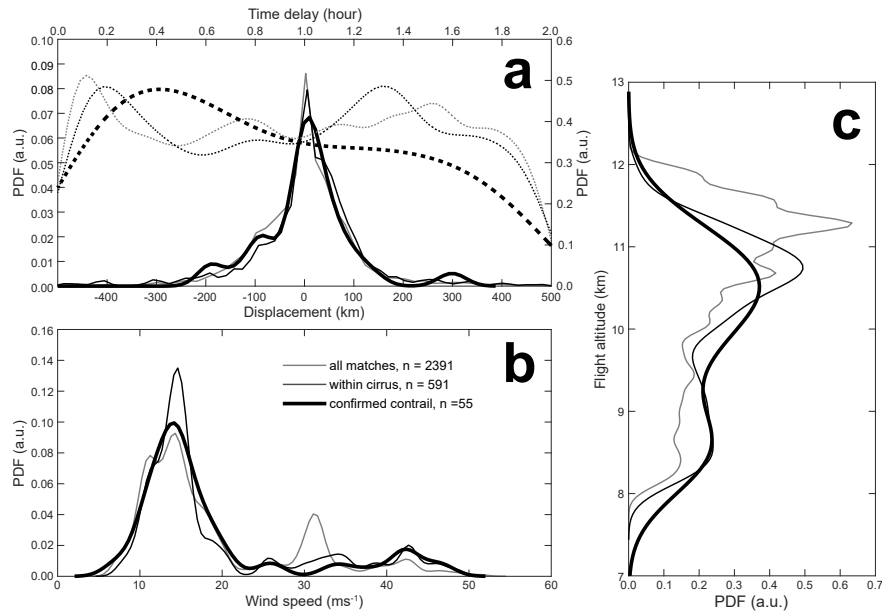 Time delay (hour)
0.0 0.2 0.4 0.6 0.8 1.0 1.2 1.4 1.6 1.8 2.0
0.10 0.6
0.09
0.08 0.5
0.07
0.06 0.4
0.05 0.3
0.04
0.03 0.2
0.02 0.1
0.01
0.00 0.0
PDF (a.u.)
PDF (a.u.)
a
-400 -300 -200 -100 0 100 200 300 400 500
Displacement (km)
0.16
0.14
0.12
0.10
0.08
0.06
0.04
0.02
0.00
PDF (a.u.)
all matches, n = 2391
within cirrus, n = 591
confirmed contrail, n =55
b
0 10 20 30 40 50 60
Wind speed (ms-1)
13
12
11
10
9
8
7
Flight altitude (km)
c
0.0 0.1 0.2 0.3 0.4 0.5 0.6 0.7
PDF (a.u.)